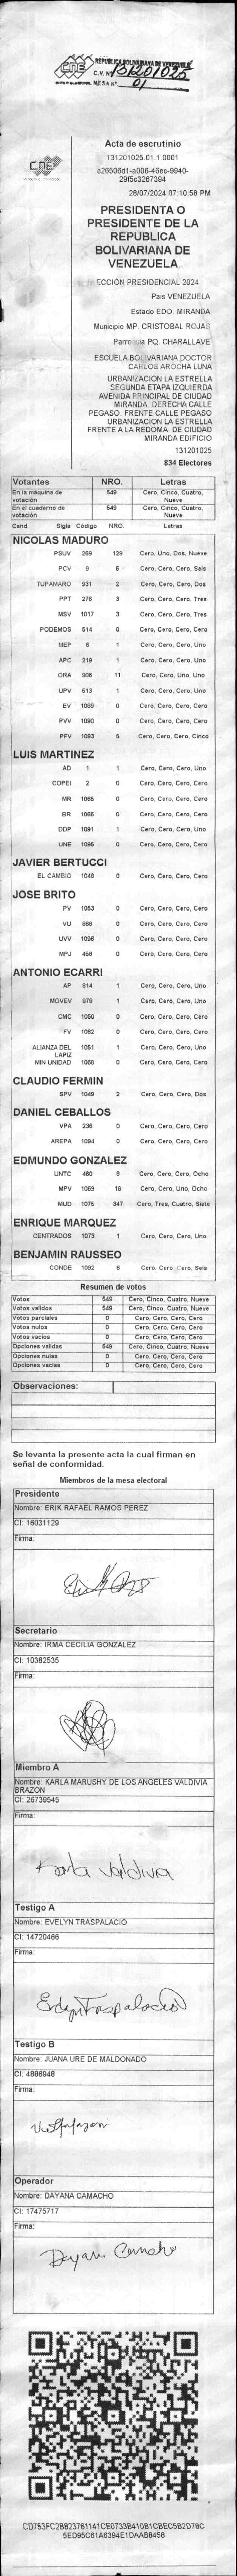 CNE
REPUBLICA BOLIVARIANA DE VENEZUELA
C.V. Nº 131201025
MESA Nº 01
CNE
Acta de escrutinio
131201025.01.1.0001
a26506d1-a006-46ec-9940-
29f5c3267394
28/07/2024 07:10:58 PM
PRESIDENTA O
PRESIDENTE DE LA
REPUBLICA
BOLIVARIANA DE
VENEZUELA
ECCIÓN PRESIDENCIAL 2024
Pais VENEZUELA
Estado EDO. MIRANDA
Municipio MP. CRISTOBAL ROJAS
Parroquia PQ. CHARALLAVE
ESCUELA BOLIVARIANA DOCTOR
CARLOS AROCHA LUNA
URBANIZACION LA ESTRELLA
SEGUNDA ETAPA IZQUIERDA
AVENIDA PRINCIPAL DE CIUDAD
MIRANDA. DERECHA CALLE
PEGASO. FRENTE CALLE PEGASO
URBANIZACION LA ESTRELLA
FRENTE A LA REDOMA DE CIUDAD
MIRANDA EDIFICIO
131201025
834 Electores
Votantes NRO. Letras
En la máquina de votación 549 Cero, Cinco, Cuatro, Nueve
En el cuaderno de votación 549 Cero, Cinco, Cuatro, Nueve
Cand Sigla Código NRO. Letras
NICOLAS MADURO
PSUV 269 129 Cero, Uno, Dos, Nueve
PCV 9 6 Cero, Cero, Cero, Seis
TUPAMARO 931 2 Cero, Cero, Cero, Dos
PPT 276 3 Cero, Cero, Cero, Tres
MSV 1017 3 Cero, Cero, Cero, Tres
PODEMOS 514 0 Cero, Cero, Cero, Cero
MEP 5 1 Cero, Cero, Cero, Uno
APC 219 1 Cero, Cero, Cero, Uno
ORA 906 11 Cero, Cero, Uno, Uno
UPV 513 1 Cero, Cero, Cero, Uno
EV 1089 0 Cero, Cero, Cero, Cero
PVV 1090 0 Cero, Cero, Cero, Cero
PFV 1093 5 Cero, Cero, Cero, Cinco
LUIS MARTINEZ
AD 1 1 Cero, Cero, Cero, Uno
COPEI 2 0 Cero, Cero, Cero, Cero
MR 1065 0 Cero, Cero, Cero, Cero
BR 1066 0 Cero, Cero, Cero, Cero
DDP 1091 1 Cero, Cero, Cero, Uno
UNE 1095 0 Cero, Cero, Cero, Cero
JAVIER BERTUCCI
EL CAMBIO 1048 0 Cero, Cero, Cero, Cero
JOSE BRITO
PV 1053 0 Cero, Cero, Cero, Cero
VU 868 0 Cero, Cero, Cero, Cero
UVV 1096 0 Cero, Cero, Cero, Cero
MPJ 458 0 Cero, Cero, Cero, Cero
ANTONIO ECARRI
AP 814 1 Cero, Cero, Cero, Uno
MOVEV 878 1 Cero, Cero, Cero, Uno
CMC 1050 0 Cero, Cero, Cero, Cero
FV 1062 0 Cero, Cero, Cero, Cero
ALIANZA DEL LAPIZ 1051 1 Cero, Cero, Cero, Uno
MIN UNIDAD 1068 0 Cero, Cero, Cero, Cero
CLAUDIO FERMIN
SPV 1049 2 Cero, Cero, Cero, Dos
DANIEL CEBALLOS
VPA 236 0 Cero, Cero, Cero, Cero
AREPA 1094 0 Cero, Cero, Cero, Cero
EDMUNDO GONZALEZ
UNTC 460 8 Cero, Cero, Cero, Ocho
MPV 1069 18 Cero, Cero, Uno, Ocho
MUD 1075 347 Cero, Tres, Cuatro, Siete
ENRIQUE MARQUEZ
CENTRADOS 1073 1 Cero, Cero, Cero, Uno
BENJAMIN RAUSSEO
CONDE 1092 6 Cero, Cero, Cero, Seis
Resumen de votos
Votos 549 Cero, Cinco, Cuatro, Nueve
Votos validos 549 Cero, Cinco, Cuatro, Nueve
Votos parciales 0 Cero, Cero, Cero, Cero
Votos nulos 0 Cero, Cero, Cero, Cero
Votos vacios 0 Cero, Cero, Cero, Cero
Opciones validas 549 Cero, Cinco, Cuatro, Nueve
Opciones nulas 0 Cero, Cero, Cero, Cero
Opciones vacias 0 Cero, Cero, Cero, Cero
Observaciones:
Se levanta la presente acta la cual firman en
señal de conformidad.
Miembros de la mesa electoral
Presidente
Nombre: ERIK RAFAEL RAMOS PEREZ
CI: 16031129
Firma:
Secretario
Nombre: IRMA CECILIA GONZALEZ
CI: 10382535
Firma:
Miembro A
Nombre: KARLA MARUSHY DE LOS ANGELES VALDIVIA
BRAZON
CI: 26739545
Firma:
Karla Valdivia
Testigo A
Nombre: EVELYN TRASPALACIO
CI: 14720466
Firma:
Evelyn Traspalacio
Testigo B
Nombre: JUANA URE DE MALDONADO
CI: 4886948
Firma:
Operador
Nombre: DAYANA CAMACHO
CI: 17475717
Firma:
Dayana Camacho
CD753FC2B823761141CE0733B410B1CBEC5B2D78C
5ED95C61A6394E1DAAB8458